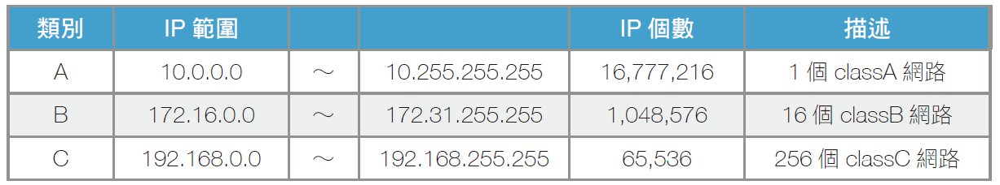 類別 IP 範圍 IP 個數 描述
A 10.0.0.0 ～ 10.255.255.255 16,777,216 1 個 classA 網路
B 172.16.0.0 ～ 172.31.255.255 1,048,576 16 個 classB 網路
C 192.168.0.0 ～ 192.168.255.255 65,536 256 個 classC 網路